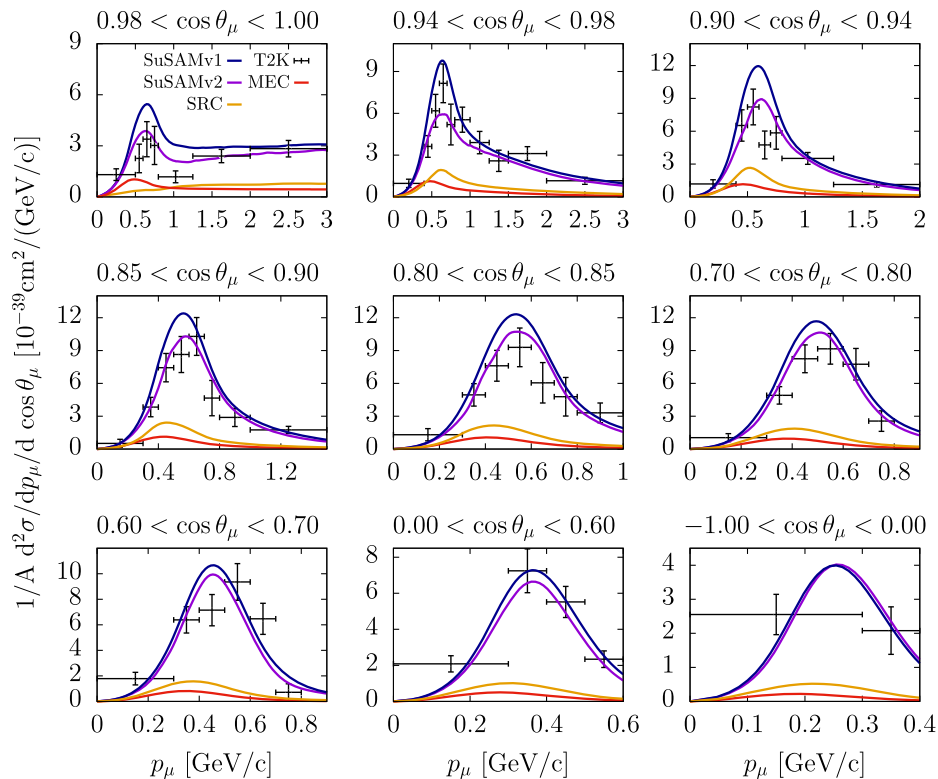 1/A d²σ/dp_μ/d cos θ_μ [10⁻³⁹cm²/(GeV/c)]
0.98 < cos θ_μ < 1.00
0.94 < cos θ_μ < 0.98
0.90 < cos θ_μ < 0.94
SuSAMv1 T2K
SuSAMv2 MEC
SRC
9
6
3
0
0 0.5 1 1.5 2 2.5 3
9
6
3
0
0 0.5 1 1.5 2 2.5 3
12
9
6
3
0
0 0.5 1 1.5 2
0.85 < cos θ_μ < 0.90
0.80 < cos θ_μ < 0.85
0.70 < cos θ_μ < 0.80
12
9
6
3
0
0 0.4 0.8 1.2
12
9
6
3
0
0 0.2 0.4 0.6 0.8 1
12
9
6
3
0
0 0.2 0.4 0.6 0.8
0.60 < cos θ_μ < 0.70
0.00 < cos θ_μ < 0.60
−1.00 < cos θ_μ < 0.00
10
8
6
4
2
0
0 0.2 0.4 0.6 0.8
8
6
4
2
0
0 0.2 0.4 0.6
4
3
2
1
0
0 0.1 0.2 0.3 0.4
p_μ [GeV/c]
p_μ [GeV/c]
p_μ [GeV/c]